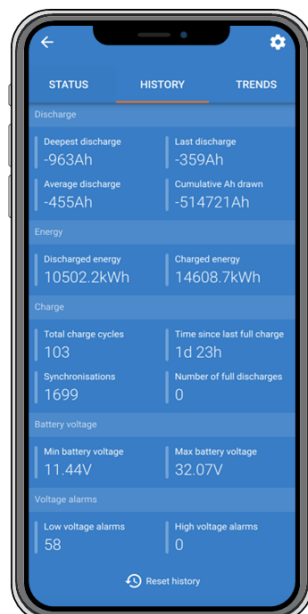 STATUS HISTORY TRENDS
Discharge
Deepest discharge Last discharge
-963Ah -359Ah
Average discharge Cumulative Ah drawn
-455Ah -514721Ah
Energy
Discharged energy Charged energy
10502.2kWh 14608.7kWh
Charge
Total charge cycles Time since last full charge
103 1d 23h
Synchronisations Number of full discharges
1699 0
Battery voltage
Min battery voltage Max battery voltage
11.44V 32.07V
Voltage alarms
Low voltage alarms High voltage alarms
58 0
Reset history